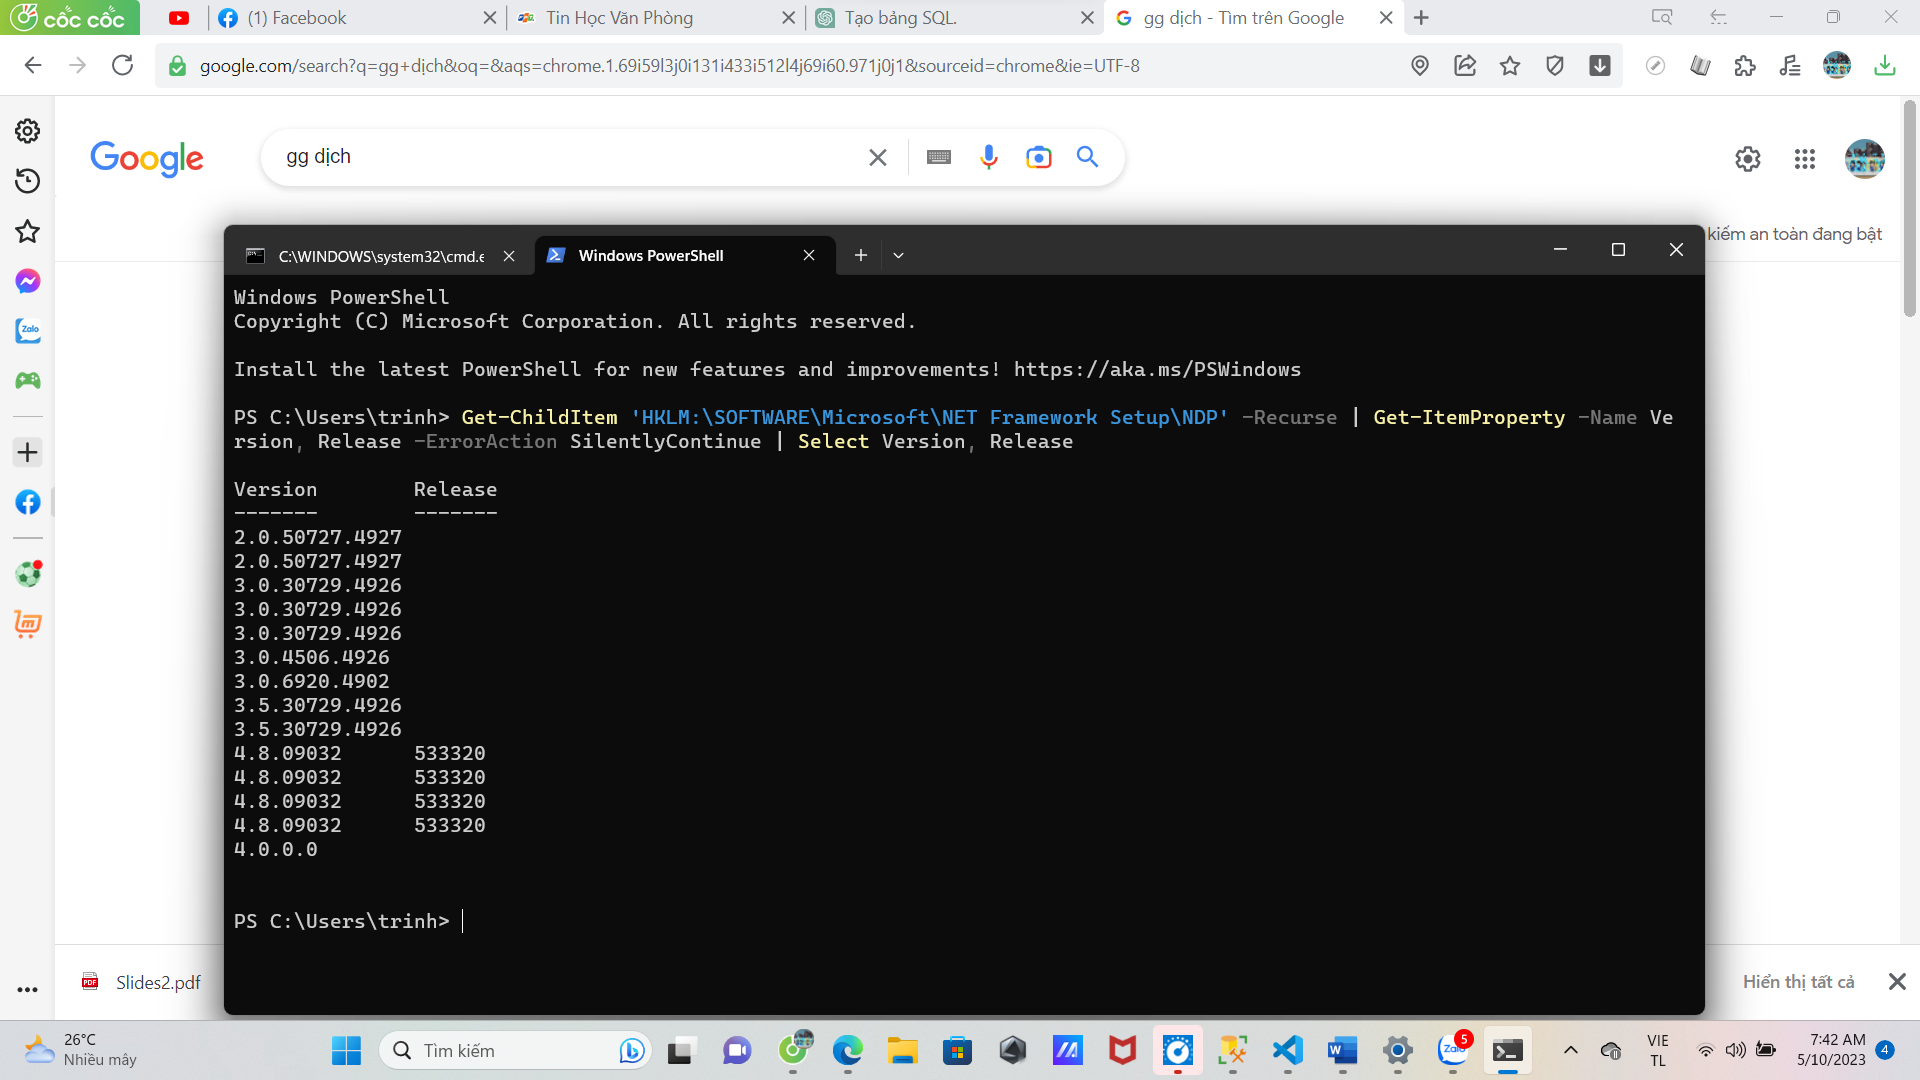 cốc cốc
(1) Facebook
Tin Học Văn Phòng
Tạo bảng SQL.
gg dịch - Tìm trên Google
google.com/search?q=gg+dịch&oq=&aqs=chrome.1.69i59l3j0i131i433i512l4j69i60.971j0j1&sourceid=chrome&ie=UTF-8
Google
gg dịch
kiếm an toàn đang bật
C:\WINDOWS\system32\cmd.e
Windows PowerShell
Windows PowerShell
Copyright (C) Microsoft Corporation. All rights reserved.
Install the latest PowerShell for new features and improvements! https://aka.ms/PSWindows
PS C:\Users\trinh> Get-ChildItem 'HKLM:\SOFTWARE\Microsoft\NET Framework Setup\NDP' -Recurse | Get-ItemProperty -Name Ve
rsion, Release -ErrorAction SilentlyContinue | Select Version, Release
Version Release
------- -------
2.0.50727.4927
2.0.50727.4927
3.0.30729.4926
3.0.30729.4926
3.0.30729.4926
3.0.4506.4926
3.0.6920.4902
3.5.30729.4926
3.5.30729.4926
4.8.09032 533320
4.8.09032 533320
4.8.09032 533320
4.8.09032 533320
4.0.0.0
PS C:\Users\trinh>
Zalo
PDF
Slides2.pdf
Hiển thị tất cả
26°C
Nhiều mây
Tìm kiếm
Zalo
5
VIE
TL
7:42 AM
5/10/2023
4